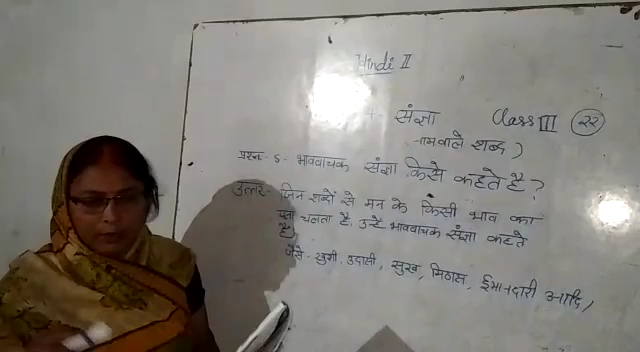 Hindi II
संज्ञा Class III २२
नामवाले शब्द )
प्रश्न- 5- भाववाचक संज्ञा किसे कहते है ?
उत्तर- जिन शब्दों से मन के किसी भाव का
पता चलता है, उन्हें भाववाचक संज्ञा कहते
है
जैसे- खुशी, उदासी, सुख, मिठास, ईमानदारी आदि,